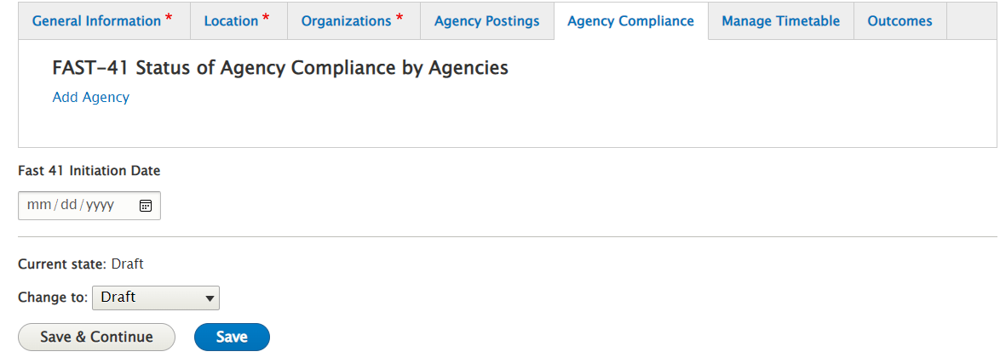 General Information * Location * Organizations * Agency Postings Agency Compliance Manage Timetable Outcomes
FAST-41 Status of Agency Compliance by Agencies
Add Agency
Fast 41 Initiation Date
mm/dd/yyyy
Current state: Draft
Change to: Draft
Save & Continue Save